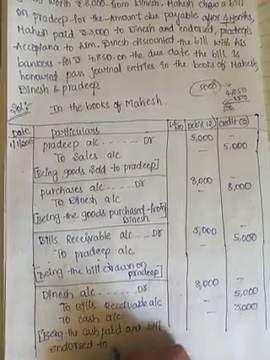 worth ₹ 8,000 from Dinesh, Mahesh drew a bill
on Pradeep for the amount due payable after 4 months,
Mahesh paid ₹ 3,000 to Dinesh and endorsed, pradeep's
Acceptance to him. Dinesh discounted the bill with his
bankers for ₹ 4,850. on the due date the bill is
honoured pass journal entries in the books of Mahesh,
Dinesh & pradeep
5000
4850
Sol:-
In the books of Mahesh.
Date particulars Debit(₹) credit(₹)
pradeep a/c ..... Dr 5,000 —
To Sales a/c — 5,000
[Being goods sold to pradeep]
purchases a/c ..... Dr 8,000 —
To Dinesh a/c — 8,000
[Being the goods purchased from
Dinesh
Bills Receivable a/c ..... Dr 5,000 —
To pradeep a/c — 5,000
[Being the bill drawn on
pradeep]
Dinesh a/c ..... Dr 8,000 —
To Bills Receivable a/c — 5,000
To cash a/c — 3,000
[Being the cash paid and bill
endorsed to